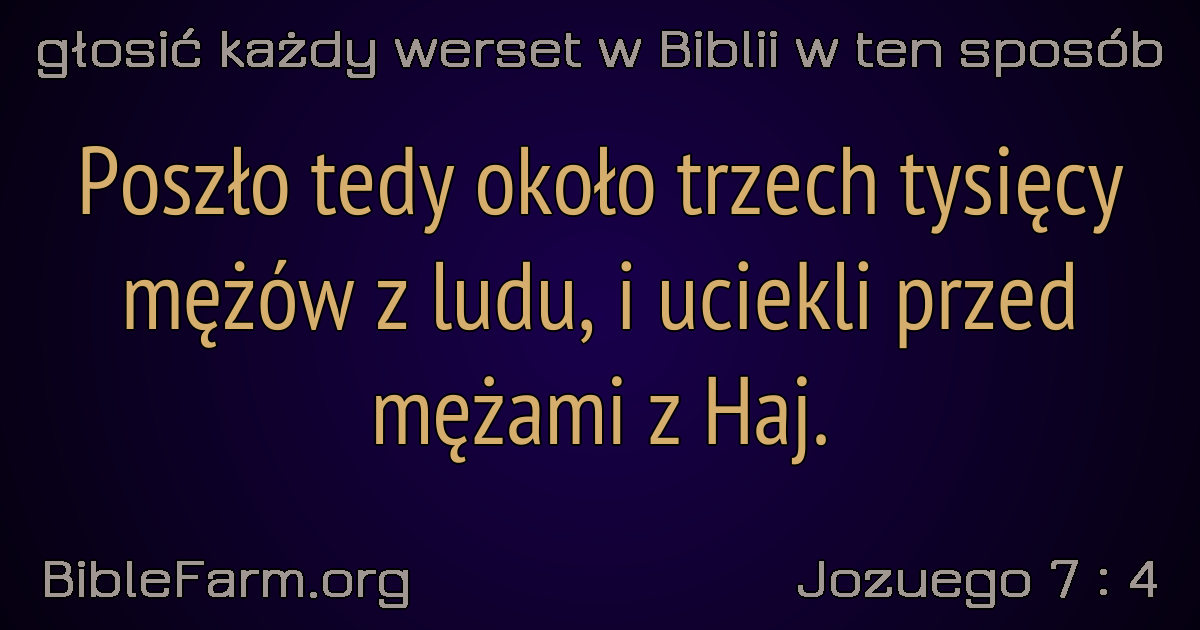 głosić każdy werset w Biblii w ten sposób
Poszło tedy około trzech tysięcy
mężów z ludu, i uciekli przed
mężami z Haj.
BibleFarm.org
Jozuego 7 : 4